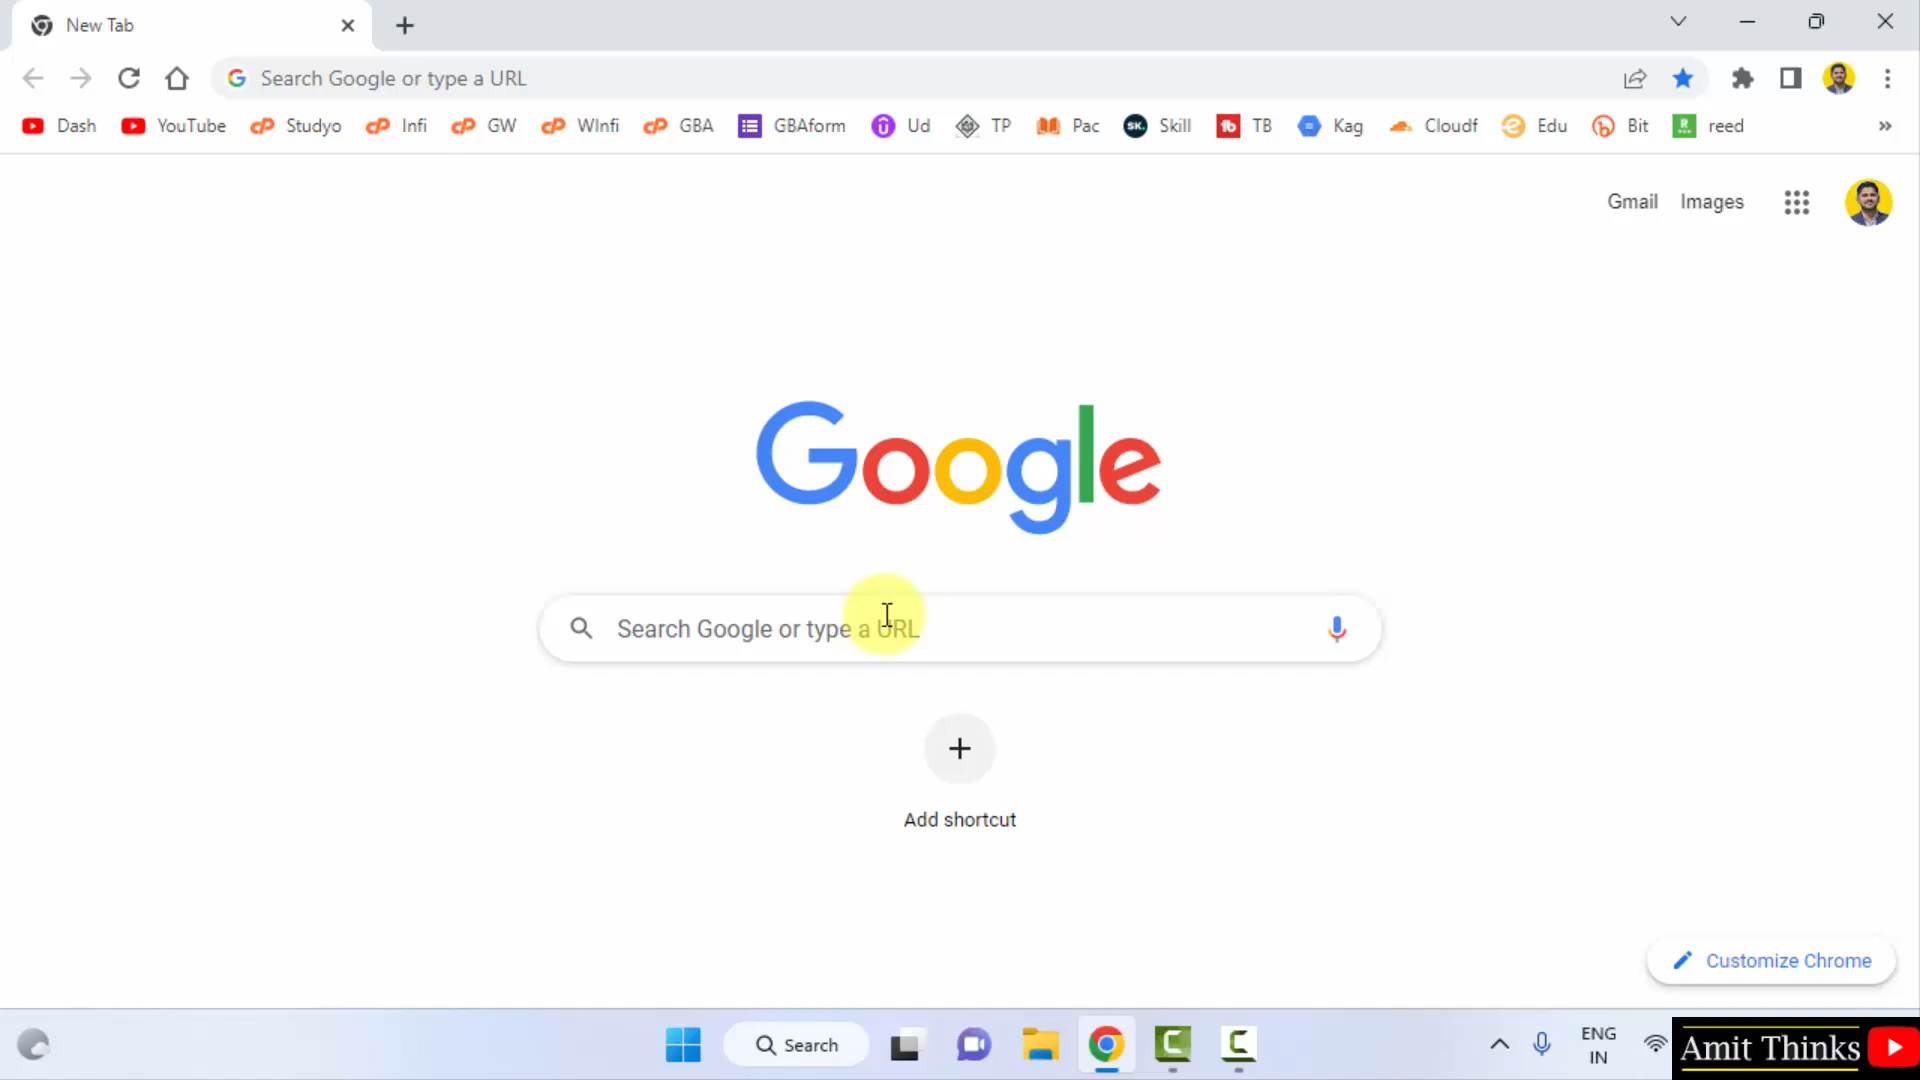 New Tab
Search Google or type a URL
Dash YouTube Studyo Infi GW WInfi GBA GBAform Ud TP Pac SK. Skill tb TB Kag Cloudf Edu Bit R reed
Gmail Images
Google
Search Google or type a URL
Add shortcut
Customize Chrome
Search
ENG
IN
Amit Thinks